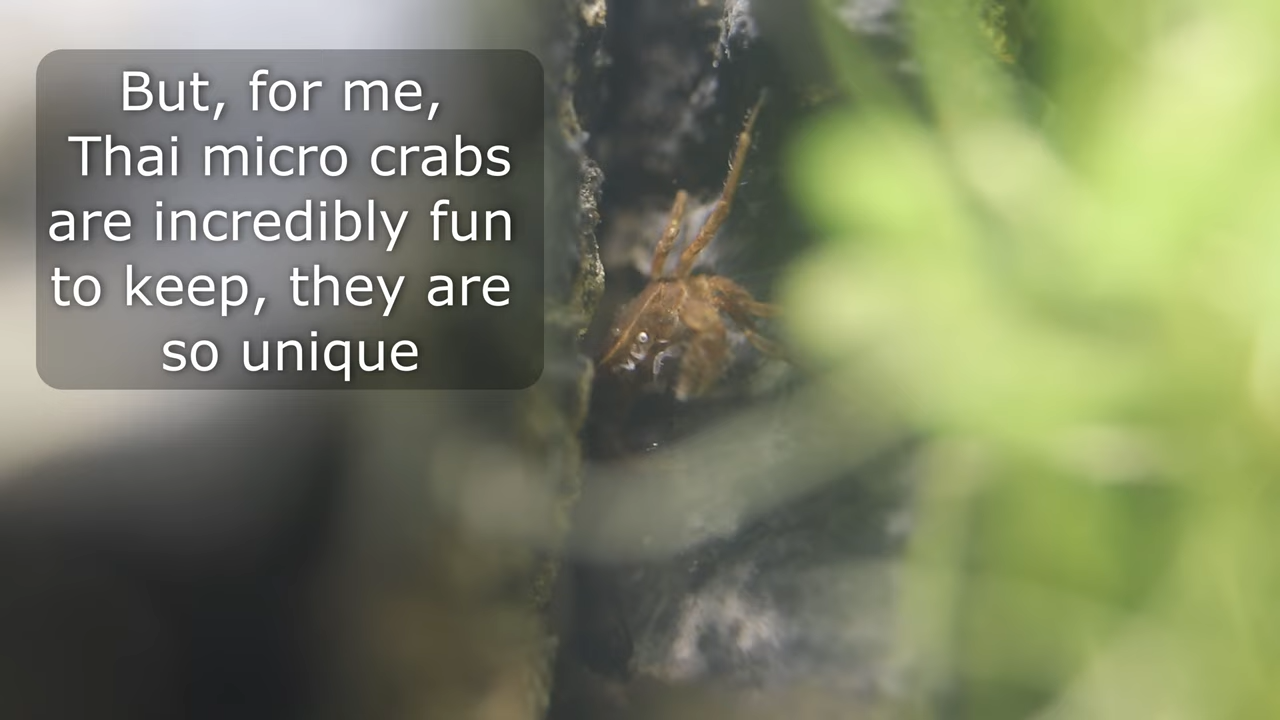 But, for me,
Thai micro crabs
are incredibly fun
to keep, they are
so unique